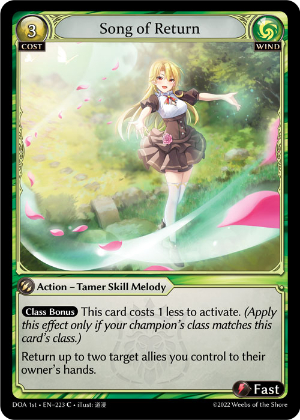 3
Song of Return
COST
WIND
Action – Tamer Skill Melody
Class Bonus This card costs 1 less to activate. (Apply
this effect only if your champion's class matches this
card's class.)
Return up to two target allies you control to their
owner's hands.
Fast
DOA 1st - EN-223 C • illust: 道漫
©2022 Weebs of the Shore